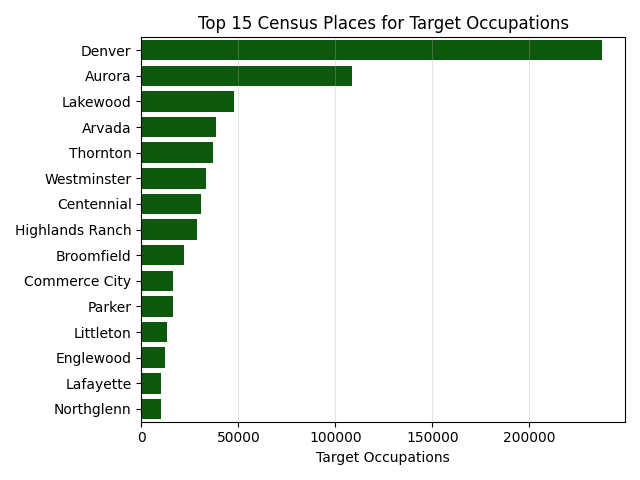 Top 15 Census Places for Target Occupations
Denver
Aurora
Lakewood
Arvada
Thornton
Westminster
Centennial
Highlands Ranch
Broomfield
Commerce City
Parker
Littleton
Englewood
Lafayette
Northglenn
0 50000 100000 150000 200000
Target Occupations